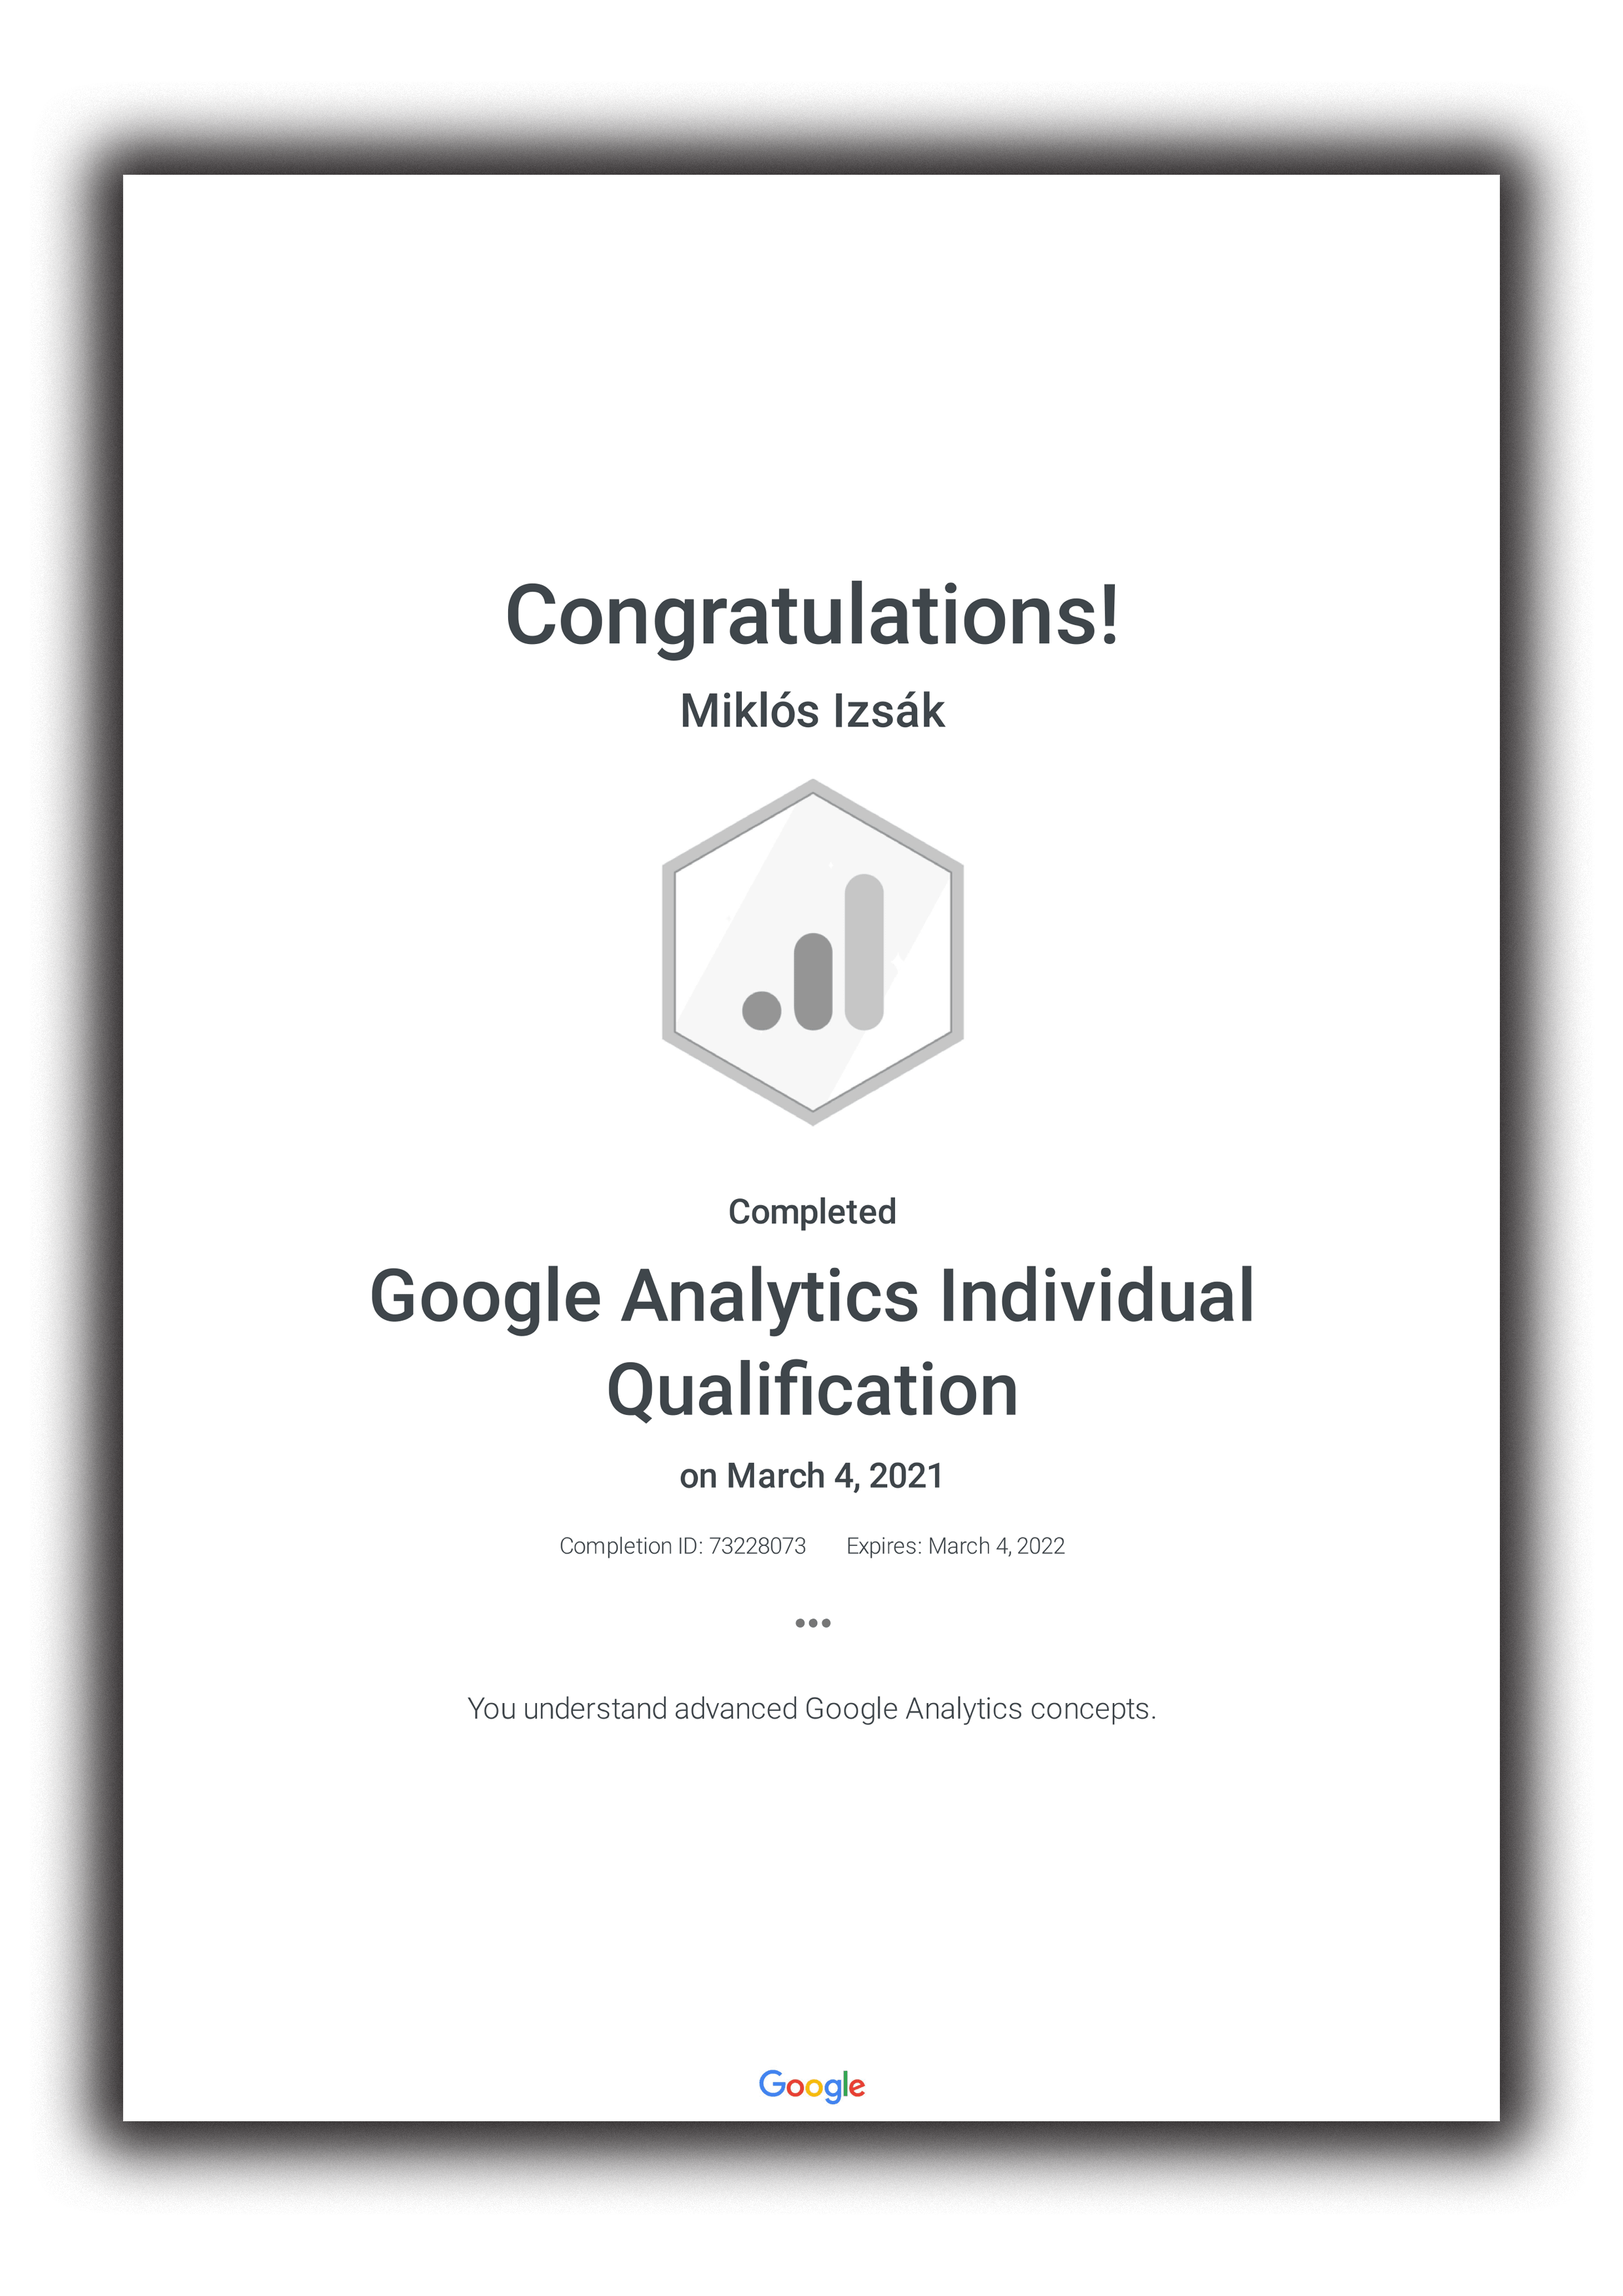 Congratulations!
Miklós Izsák
Completed
Google Analytics Individual
Qualification
on March 4, 2021
Completion ID: 73228073 Expires: March 4, 2022
•••
You understand advanced Google Analytics concepts.
Google